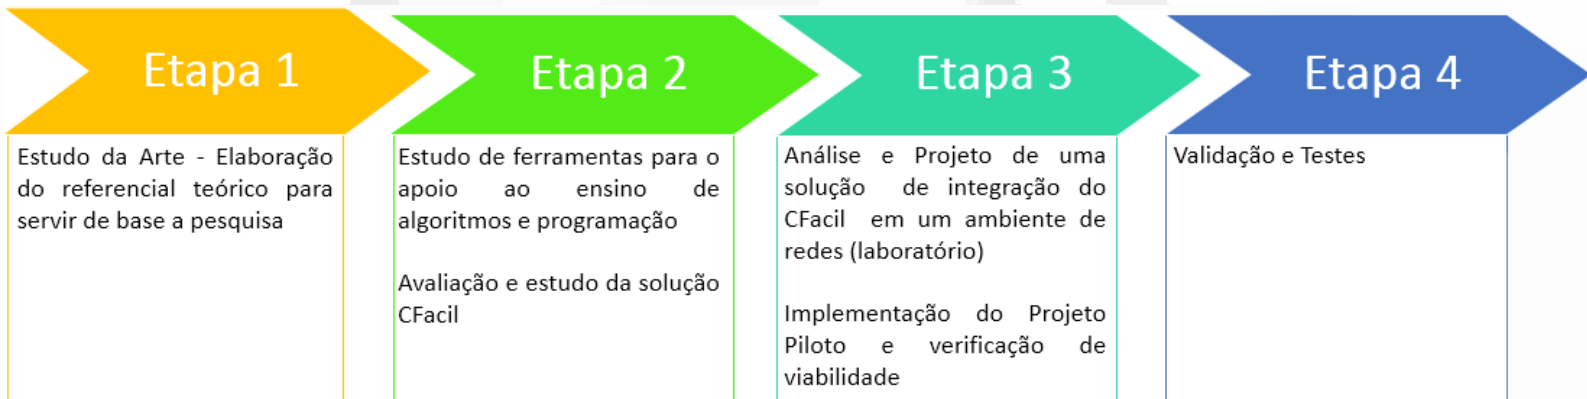 Etapa 1
Estudo da Arte - Elaboração
do referencial teórico para
servir de base a pesquisa
Etapa 2
Estudo de ferramentas para o
apoio ao ensino de
algoritmos e programação
Avaliação e estudo da solução
CFacil
Etapa 3
Análise e Projeto de uma
solução de integração do
CFacil em um ambiente de
redes (laboratório)
Implementação do Projeto
Piloto e verificação de
viabilidade
Etapa 4
Validação e Testes